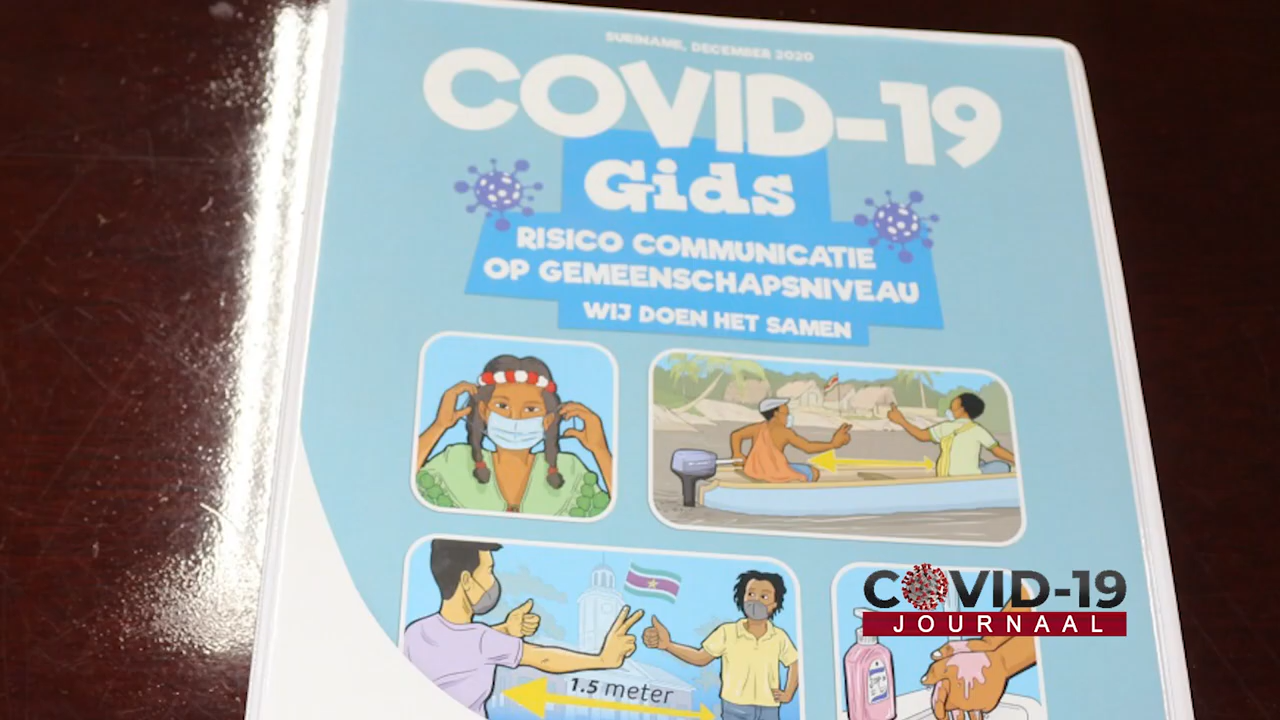 SURINAME, DECEMBER 2020
COVID-19
Gids
RISICO COMMUNICATIE
OP GEMEENSCHAPSNIVEAU
WIJ DOEN HET SAMEN
1.5 meter
COVID-19
JOURNAAL